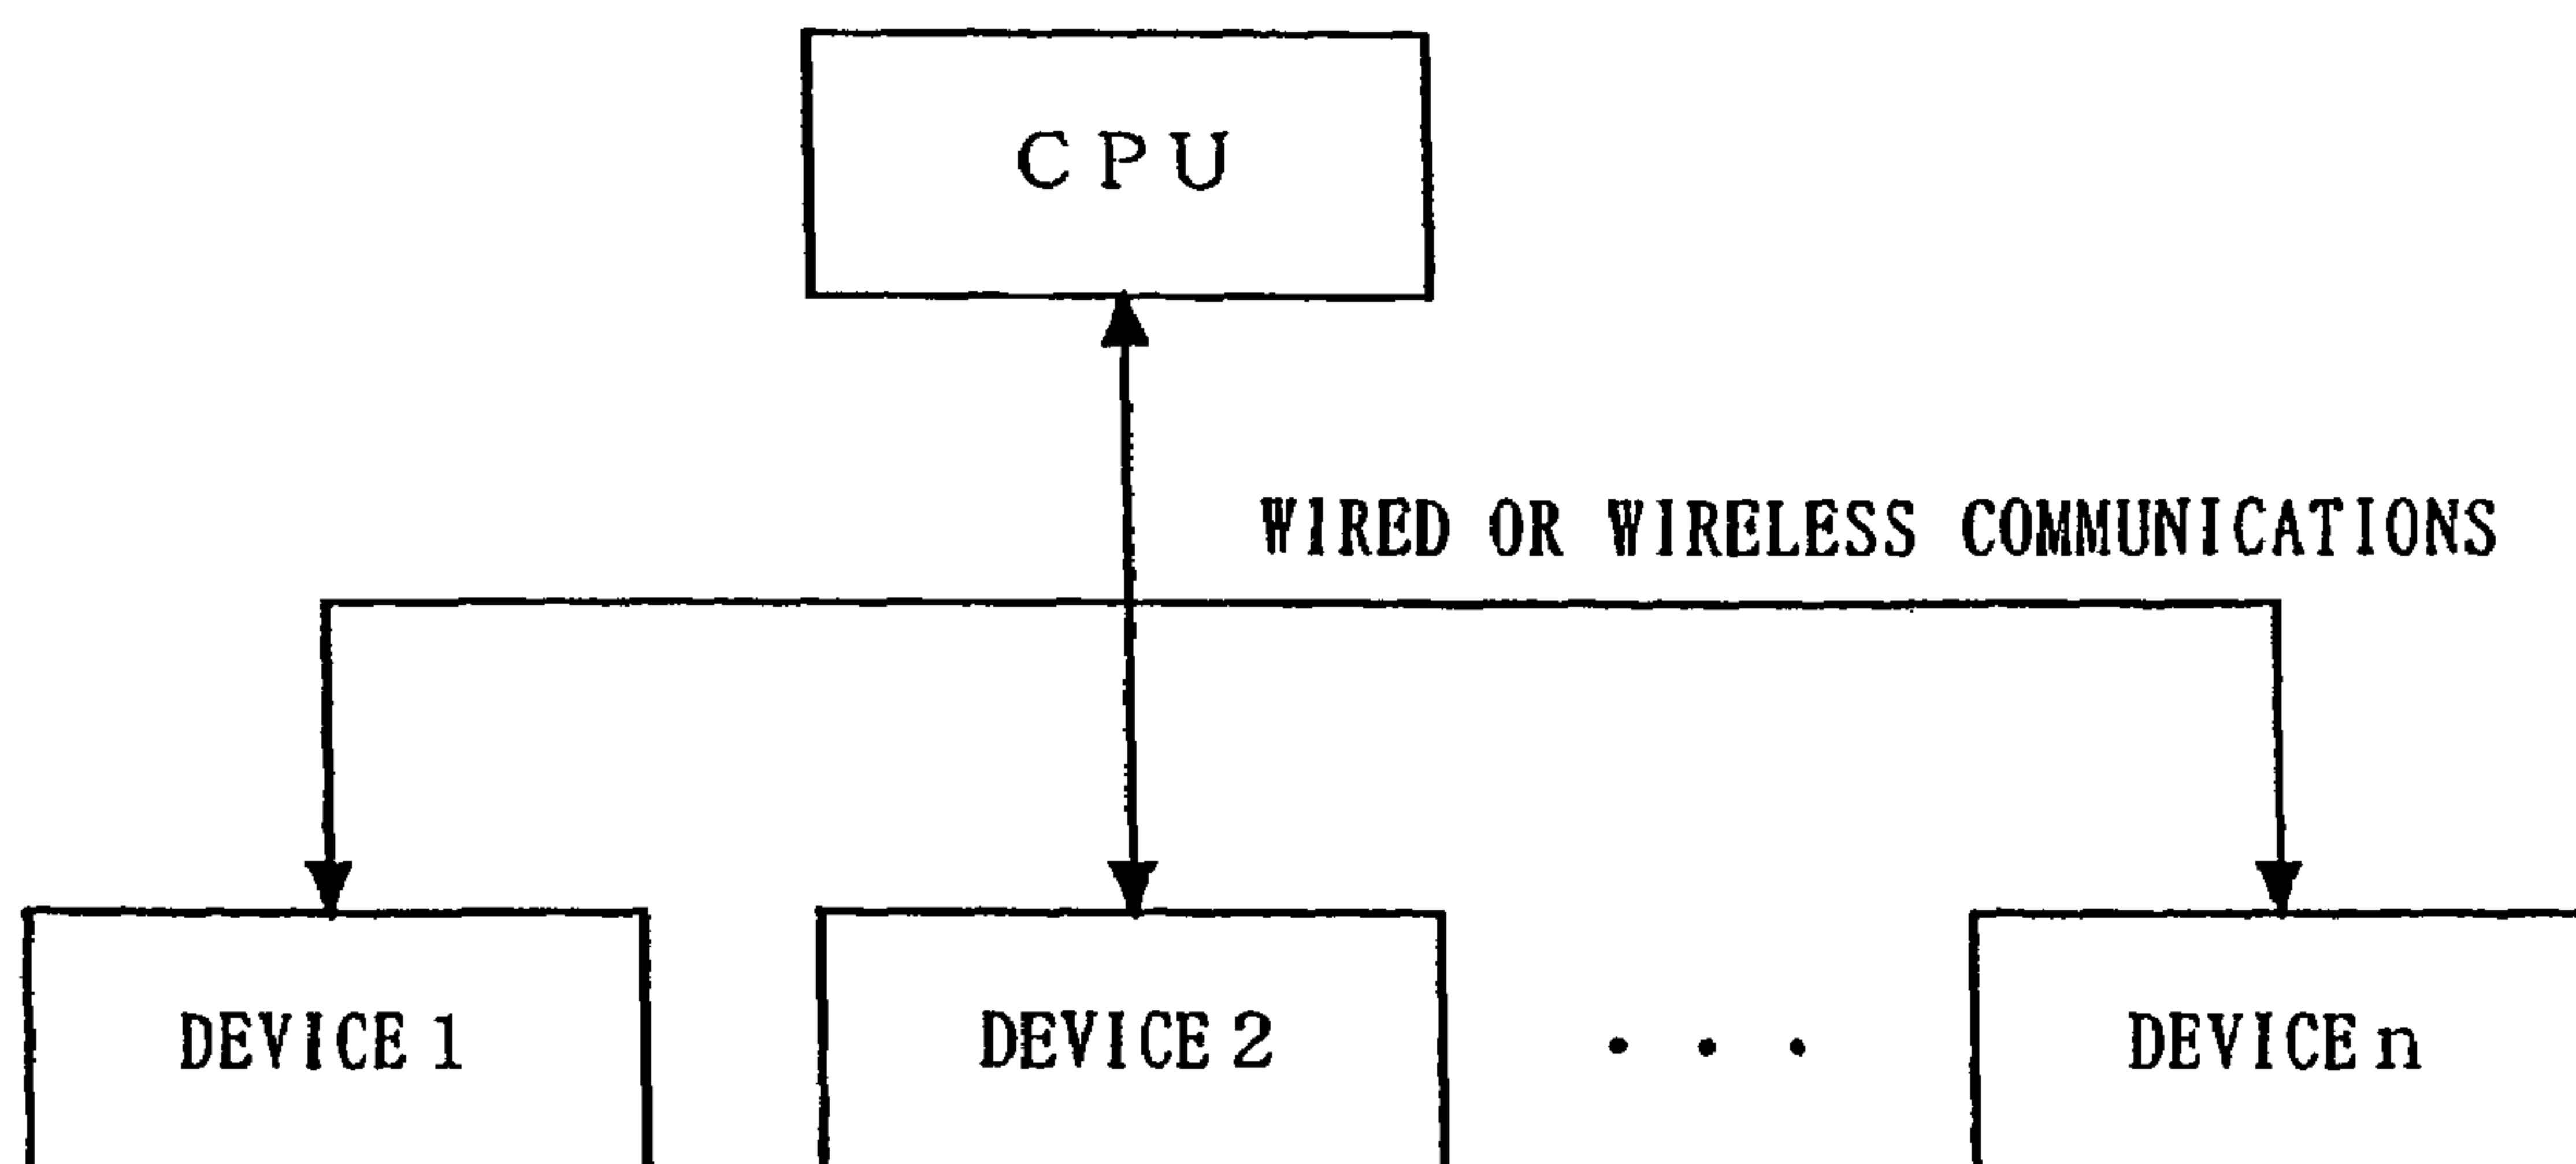 CPU
WIRED OR WIRELESS COMMUNICATIONS
DEVICE 1
DEVICE 2
• • •
DEVICE n